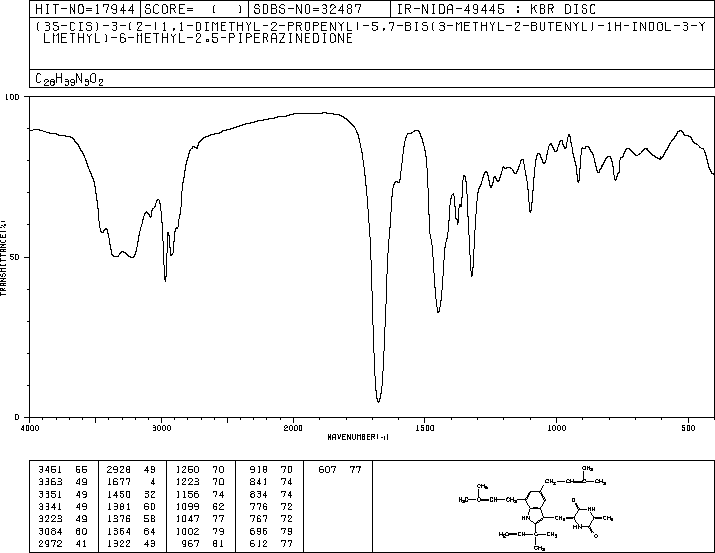 HIT-NO=17944 SCORE= ( ) SDBS-NO=32487 IR-NIDA-49445 : KBR DISC
(3S-CIS)-3-(2-(1,1-DIMETHYL-2-PROPENYL)-5,7-BIS(3-METHYL-2-BUTENYL)-1H-INDOL-3-Y
LMETHYL)-6-METHYL-2,5-PIPERAZINEDIONE
TRANSMITTANCE(%)
100
50
0
4000 3000 2000 1500 1000 500
WAVENUMBER(-1)
3461 66 2928 49 1260 70 918 70 607 77
3363 49 1677 4 1223 70 841 74
3351 49 1450 32 1156 74 834 74
3341 49 1381 60 1099 62 776 72
3223 49 1376 58 1047 77 767 72
3084 60 1364 64 1002 79 696 79
2972 41 1322 43 967 81 612 77